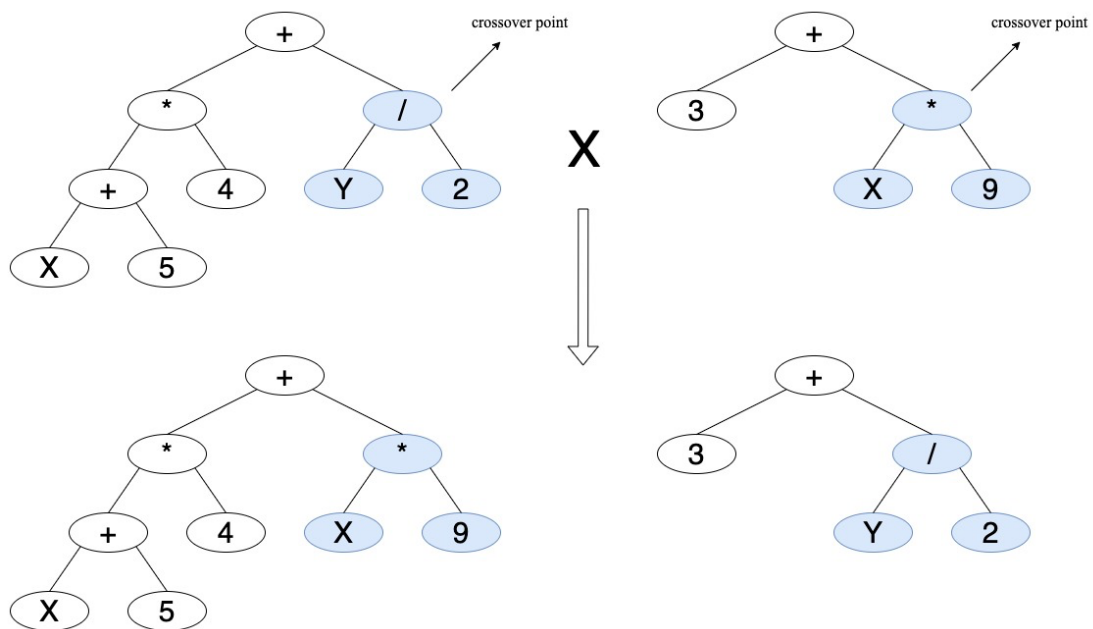 crossover point
crossover point
+
+
*
/
3
*
X
+
4
Y
2
X
9
X
5
+
+
*
*
3
/
+
4
X
9
Y
2
X
5